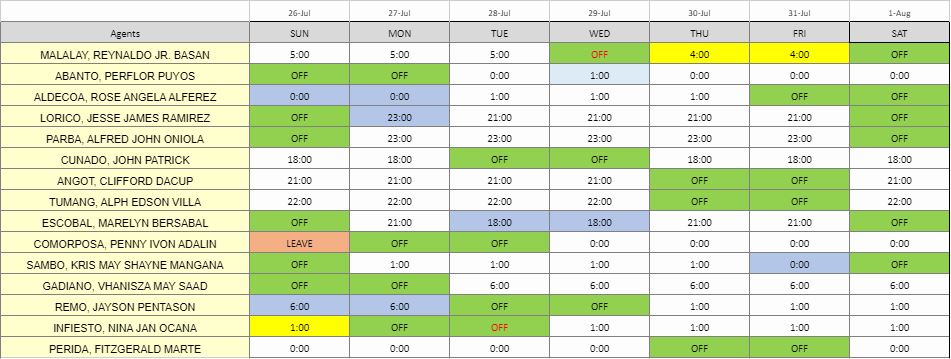 26-Jul 27-Jul 28-Jul 29-Jul 30-Jul 31-Jul 1-Aug
Agents SUN MON TUE WED THU FRI SAT
MALALAY, REYNALDO JR. BASAN 5:00 5:00 5:00 OFF 4:00 4:00 OFF
ABANTO, PERFLOR PUYOS OFF OFF 0:00 1:00 0:00 0:00 0:00
ALDECOA, ROSE ANGELA ALFEREZ 0:00 0:00 1:00 1:00 1:00 OFF OFF
LORICO, JESSE JAMES RAMIREZ OFF 23:00 21:00 21:00 21:00 21:00 OFF
PARBA, ALFRED JOHN ONIOLA OFF 23:00 23:00 23:00 23:00 23:00 OFF
CUNADO, JOHN PATRICK 18:00 18:00 OFF OFF 18:00 18:00 18:00
ANGOT, CLIFFORD DACUP 21:00 21:00 21:00 21:00 OFF OFF 21:00
TUMANG, ALPH EDSON VILLA 22:00 22:00 22:00 22:00 OFF OFF 22:00
ESCOBAL, MARELYN BERSABAL OFF 21:00 18:00 18:00 21:00 21:00 OFF
COMORPOSA, PENNY IVON ADALIN LEAVE OFF OFF 0:00 0:00 0:00 0:00
SAMBO, KRIS MAY SHAYNE MANGANA OFF 1:00 1:00 1:00 1:00 0:00 OFF
GADIANO, VHANISZA MAY SAAD OFF OFF 6:00 6:00 6:00 6:00 6:00
REMO, JAYSON PENTASON 6:00 6:00 OFF OFF 1:00 1:00 1:00
INFIESTO, NINA JAN OCANA 1:00 OFF OFF 1:00 1:00 1:00 1:00
PERIDA, FITZGERALD MARTE 0:00 0:00 0:00 0:00 OFF OFF 0:00